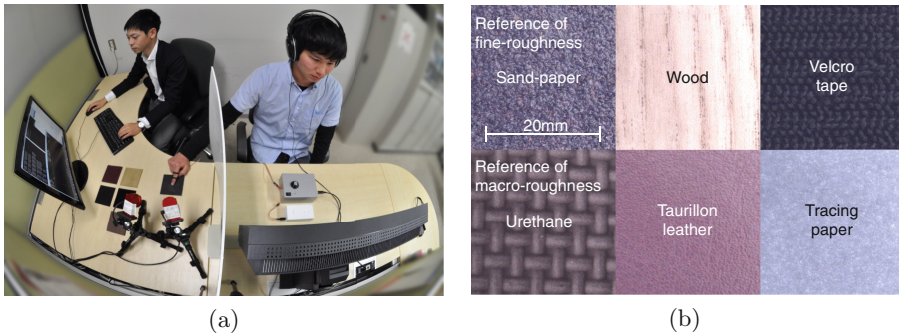 Reference of
fine-roughness
Sand-paper
20mm
Wood
Velcro
tape
Reference of
macro-roughness
Urethane
Taurillon
leather
Tracing
paper
(a)
(b)